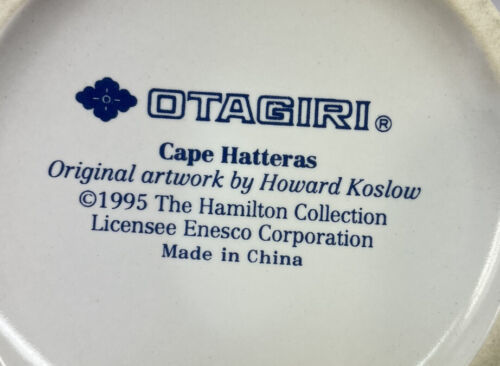 OTAGIRI®
Cape Hatteras
Original artwork by Howard Koslow
©1995 The Hamilton Collection
Licensee Enesco Corporation
Made in China